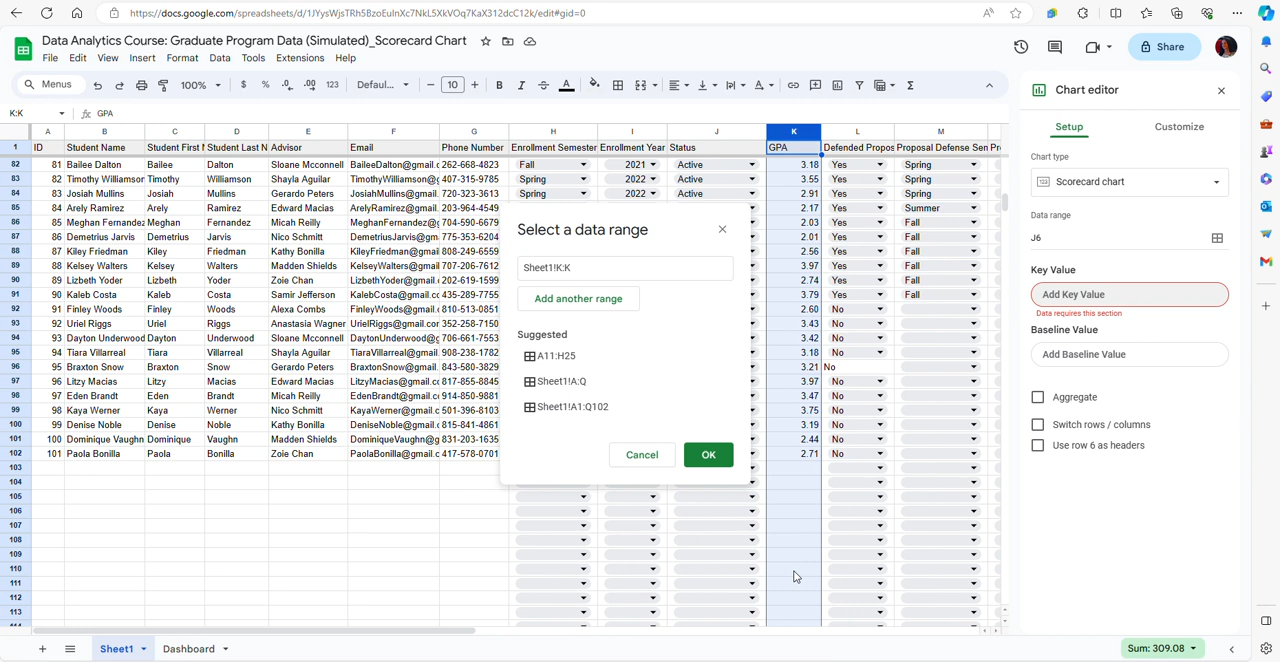 https://docs.google.com/spreadsheets/d/1JYysWjsTRh5BzoEuInXc7NkL5XkVOq7KaX312dcC12k/edit#gid=0
Data Analytics Course: Graduate Program Data (Simulated)_Scorecard Chart
File Edit View Insert Format Data Tools Extensions Help
Share
Menus 100% $ % .0 .00 123 Defaul... 10 B I A
K:K fx GPA
A B C D E F G H I J K L M
1 ID Student Name Student First Student Last N Advisor Email Phone Number Enrollment Semester Enrollment Year Status GPA Defended Propos Proposal Defense Sem Pr
82 81 Bailee Dalton Bailee Dalton Sloane Mcconnell BaileeDalton@gmail.c 262-668-4823 Fall 2021 Active 3.18 Yes Spring
83 82 Timothy Williamson Timothy Williamson Shayla Aguilar TimothyWilliamson@g 407-315-9785 Spring 2022 Active 3.55 Yes Spring
84 83 Josiah Mullins Josiah Mullins Gerardo Peters JosiahMullins@gmail. 720-323-3613 Spring 2022 Active 2.91 Yes Spring
85 84 Arely Ramirez Arely Ramirez Edward Macias ArelyRamirez@gmail. 203-964-4549 2.17 Yes Summer
86 85 Meghan Fernandez Meghan Fernandez Micah Reilly MeghanFernandez@g 704-590-6679 2.03 Yes Fall
87 86 Demetrius Jarvis Demetrius Jarvis Nico Schmitt DemetriusJarvis@gm 775-353-6204 2.01 Yes Fall
88 87 Kiley Friedman Kiley Friedman Kathy Bonilla KileyFriedman@gmai 808-249-6559 2.56 Yes Fall
89 88 Kelsey Walters Kelsey Walters Madden Shields KelseyWalters@gmai 707-206-7612 3.97 Yes Fall
90 89 Lizbeth Yoder Lizbeth Yoder Zoie Chan LizbethYoder@gmail.c 202-619-1599 2.74 Yes Fall
91 90 Kaleb Costa Kaleb Costa Samir Jefferson KalebCosta@gmail.c 435-289-7755 3.79 Yes Fall
92 91 Finley Woods Finley Woods Alexa Combs FinleyWoods@gmail.c 810-513-0851 2.60 No
93 92 Uriel Riggs Uriel Riggs Anastasia Wagner UrielRiggs@gmail.cor 352-258-7150 3.43 No
94 93 Dayton Underwood Dayton Underwood Sloane Mcconnell DaytonUnderwood@g 706-661-7553 3.42 No
95 94 Tiara Villarreal Tiara Villarreal Shayla Aguilar TiaraVillarreal@gmail. 908-238-1782 3.18 No
96 95 Braxton Snow Braxton Snow Gerardo Peters BraxtonSnow@gmail. 843-580-3829 3.21 No
97 96 Litzy Macias Litzy Macias Edward Macias LitzyMacias@gmail.cc 817-855-8845 3.97 No
98 97 Eden Brandt Eden Brandt Micah Reilly EdenBrandt@gmail.co 914-850-9881 3.47 No
99 98 Kaya Werner Kaya Werner Nico Schmitt KayaWerner@gmail.c 501-396-8103 3.75 No
100 99 Denise Noble Denise Noble Kathy Bonilla DeniseNoble@gmail.c 815-841-4861 3.19 No
101 100 Dominique Vaughn Dominique Vaughn Madden Shields DominiqueVaughn@g 831-203-1635 2.44 No
102 101 Paola Bonilla Paola Bonilla Zoie Chan PaolaBonilla@gmail.c 417-578-0701 2.71 No
103
104
105
106
107
108
109
110
111
112
113
Select a data range
Sheet1!K:K
Add another range
Suggested
A11:H25
Sheet1!A:Q
Sheet1!A1:Q102
Cancel OK
Chart editor
Setup Customize
Chart type
Scorecard chart
Data range
J6
Key Value
Add Key Value
Data requires this section
Baseline Value
Add Baseline Value
Aggregate
Switch rows / columns
Use row 6 as headers
Sheet1 Dashboard Sum: 309.08